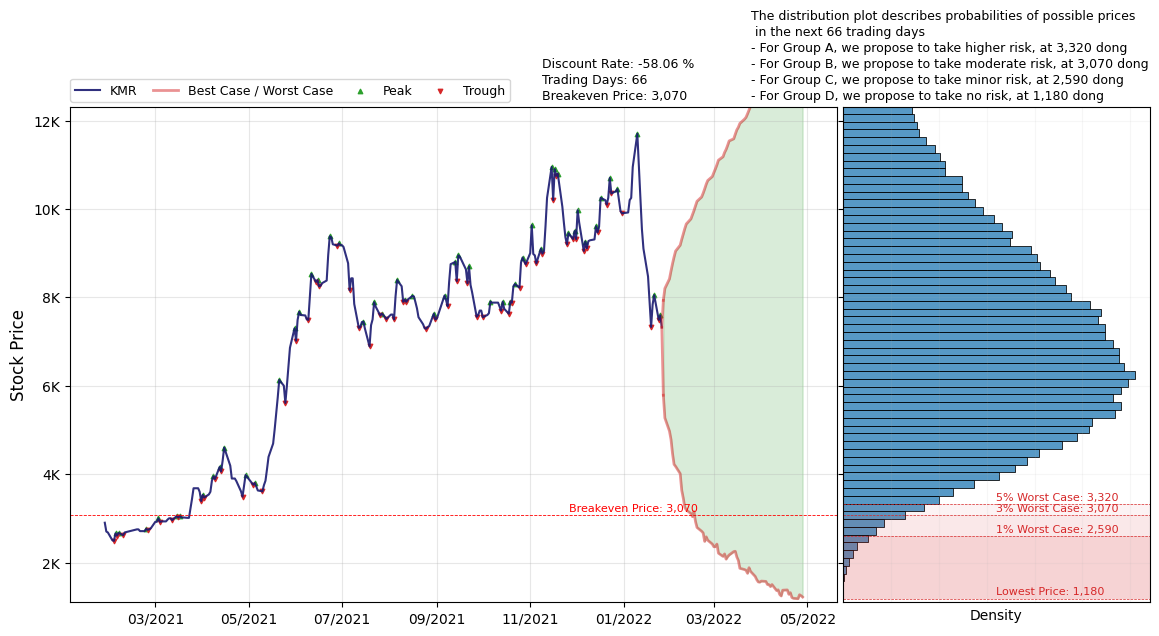 The distribution plot describes probabilities of possible prices
in the next 66 trading days
- For Group A, we propose to take higher risk, at 3,320 dong
- For Group B, we propose to take moderate risk, at 3,070 dong
- For Group C, we propose to take minor risk, at 2,590 dong
- For Group D, we propose to take no risk, at 1,180 dong
Discount Rate: -58.06 %
Trading Days: 66
Breakeven Price: 3,070
KMR
Best Case / Worst Case
Peak
Trough
Stock Price
12K
10K
8K
6K
4K
2K
Breakeven Price: 3,070
5% Worst Case: 3,320
3% Worst Case: 3,070
1% Worst Case: 2,590
Lowest Price: 1,180
03/2021
05/2021
07/2021
09/2021
11/2021
01/2022
03/2022
05/2022
Density